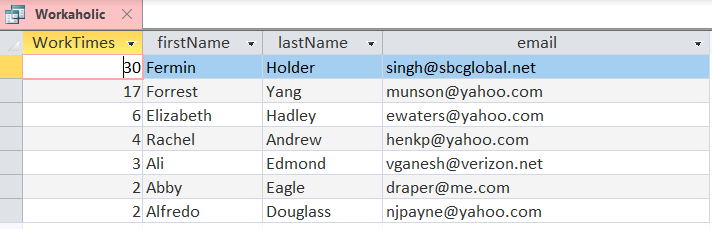 Workaholic
WorkTimes firstName lastName email
30 Fermin Holder singh@sbcglobal.net
17 Forrest Yang munson@yahoo.com
6 Elizabeth Hadley ewaters@yahoo.com
4 Rachel Andrew henkp@yahoo.com
3 Ali Edmond vganesh@verizon.net
2 Abby Eagle draper@me.com
2 Alfredo Douglass njpayne@yahoo.com